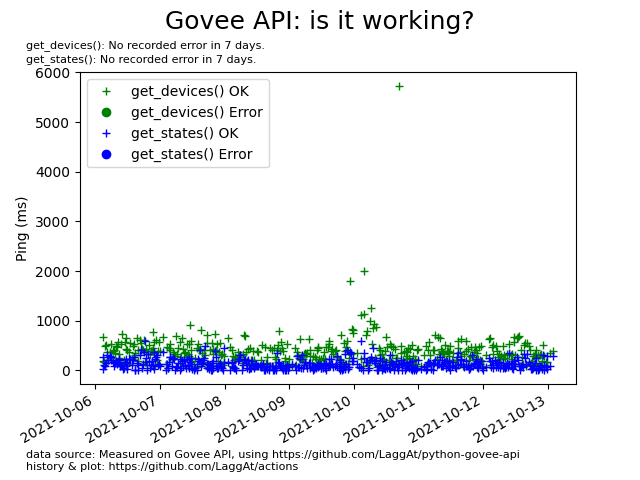 Govee API: is it working?
get_devices(): No recorded error in 7 days.
get_states(): No recorded error in 7 days.
6000
5000
4000
3000
2000
1000
0
Ping (ms)
get_devices() OK
get_devices() Error
get_states() OK
get_states() Error
2021-10-06
2021-10-07
2021-10-08
2021-10-09
2021-10-10
2021-10-11
2021-10-12
2021-10-13
data source: Measured on Govee API, using https://github.com/LaggAt/python-govee-api
history & plot: https://github.com/LaggAt/actions